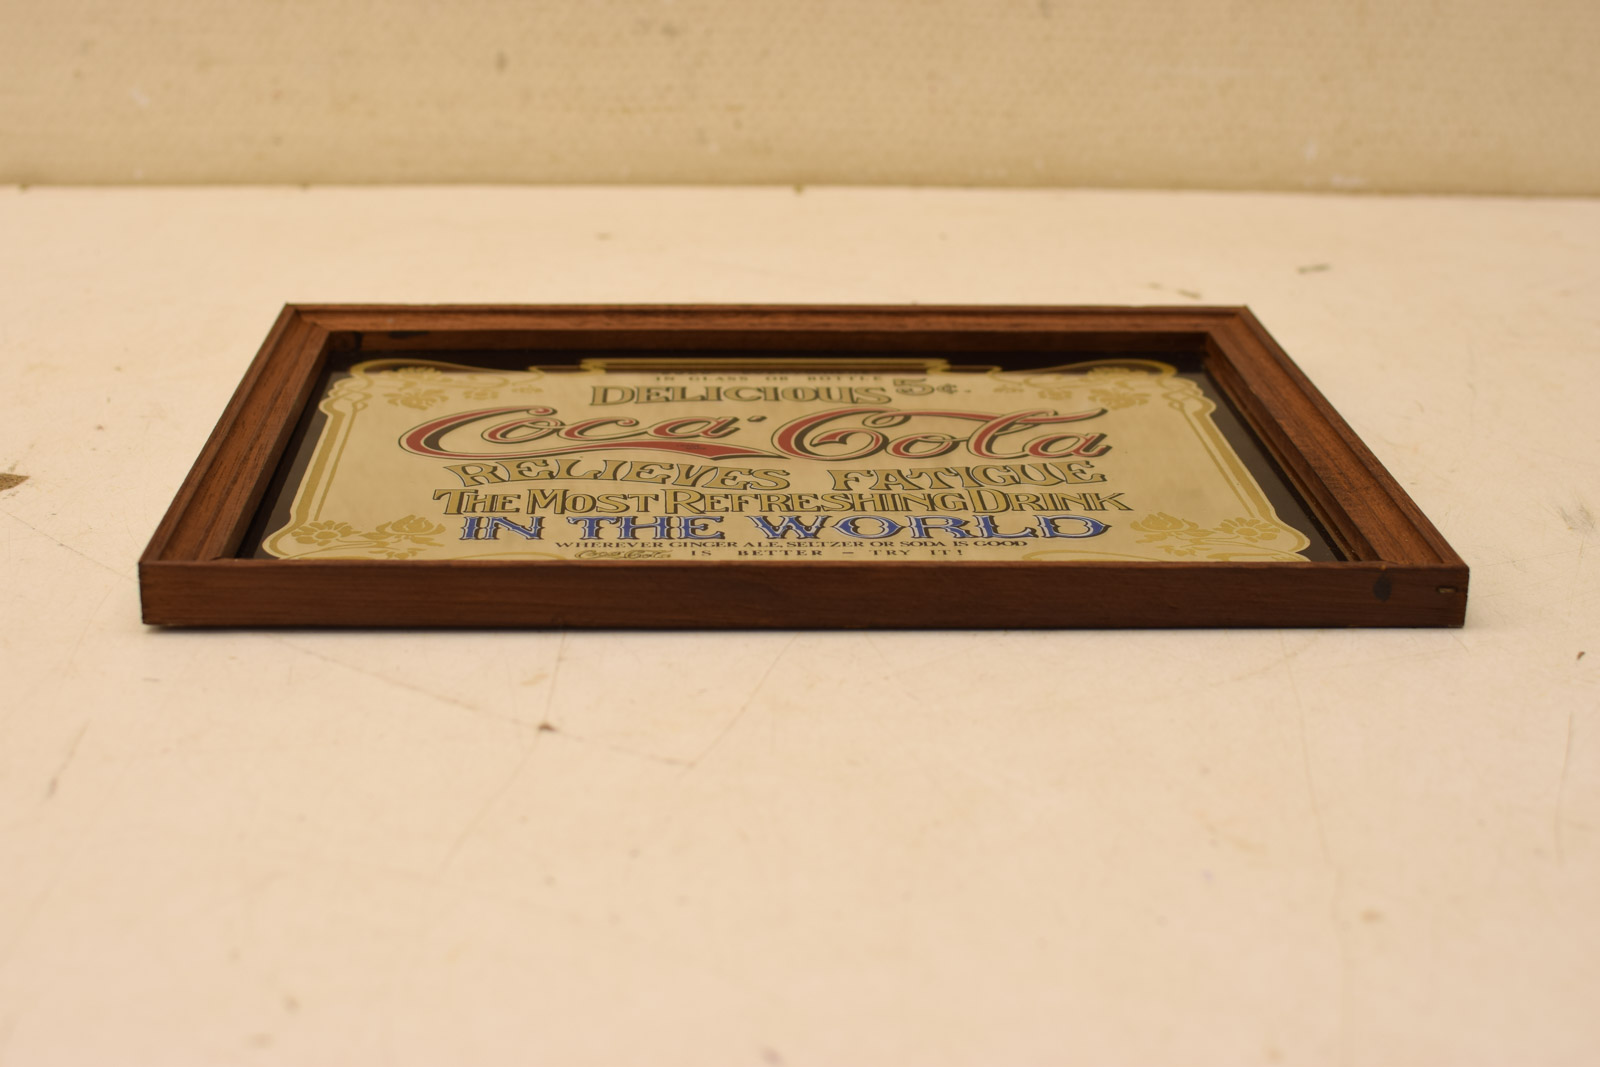 IN GLASS OR BOTTLE
DELICIOUS 5¢.
Coca-Cola
RELIEVES FATIGUE
THE MOST REFRESHING DRINK
IN THE WORLD
WHEREVER GINGER ALE, SELTZER OR SODA IS GOOD
Coca-Cola IS BETTER - TRY IT!